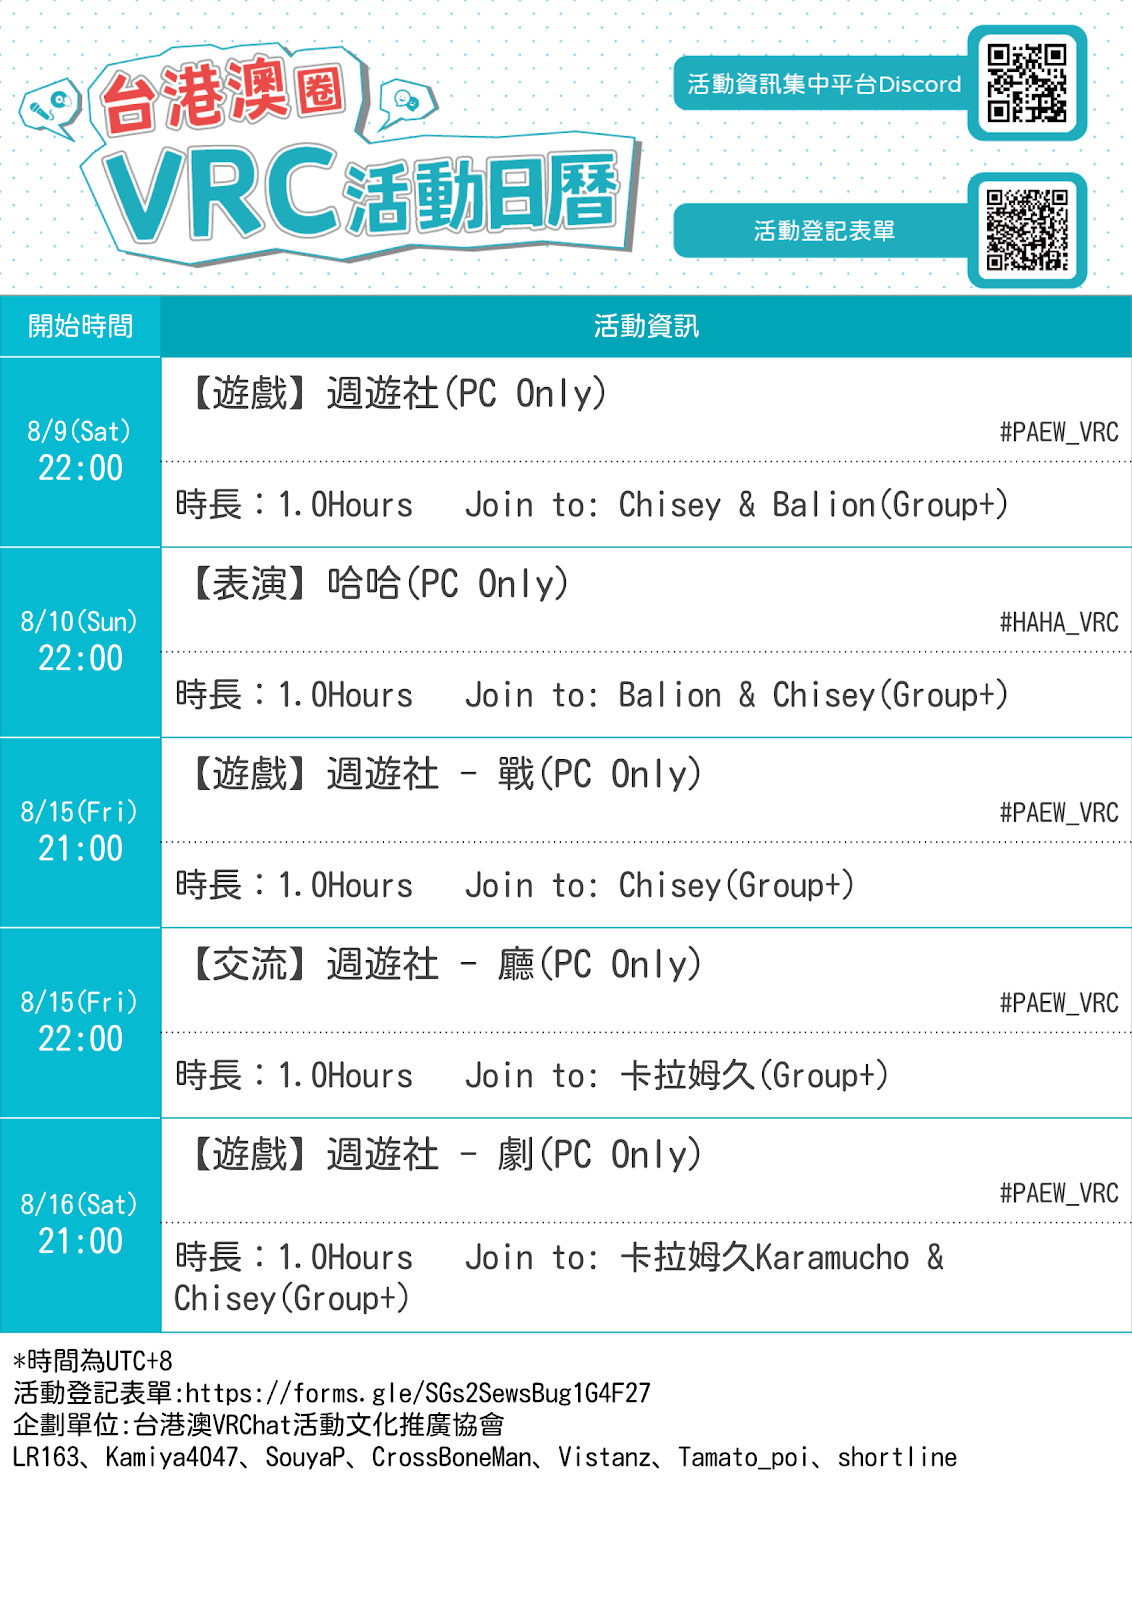 台港澳圈
VRC活動日曆
活動資訊集中平台Discord
活動登記表單
開始時間
活動資訊
8/9(Sat)
22:00
【遊戲】週遊社(PC Only)
#PAEW_VRC
時長：1.0Hours Join to: Chisey & Balion(Group+)
8/10(Sun)
22:00
【表演】哈哈(PC Only)
#HAHA_VRC
時長：1.0Hours Join to: Balion & Chisey(Group+)
8/15(Fri)
21:00
【遊戲】週遊社 - 戰(PC Only)
#PAEW_VRC
時長：1.0Hours Join to: Chisey(Group+)
8/15(Fri)
22:00
【交流】週遊社 - 廳(PC Only)
#PAEW_VRC
時長：1.0Hours Join to: 卡拉姆久(Group+)
8/16(Sat)
21:00
【遊戲】週遊社 - 劇(PC Only)
#PAEW_VRC
時長：1.0Hours Join to: 卡拉姆久Karamucho &
Chisey(Group+)
*時間為UTC+8
活動登記表單:https://forms.gle/SGs2SewsBug1G4F27
企劃單位:台港澳VRChat活動文化推廣協會
LR163、Kamiya4047、SouyaP、CrossBoneMan、Vistanz、Tamato_poi、shortline